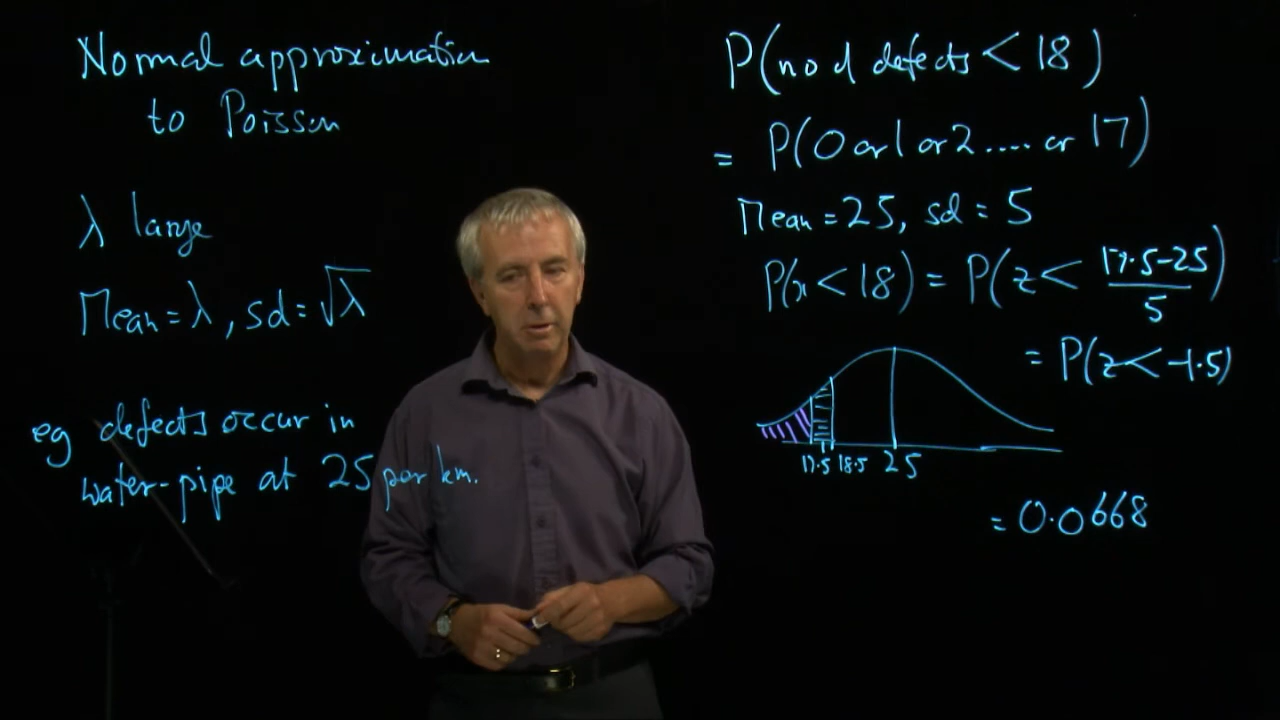 Normal approximation
to Poisson
λ large
Mean = λ, sd = √λ
eg defects occur in
water-pipe at 25 per km.
P(no of defects < 18)
= P(0 or 1 or 2 .... or 17)
Mean = 25, sd = 5
P(x < 18) = P(z < (17.5-25)/5)
= P(z < -1.5)
17.5 18.5 25
= 0.0668